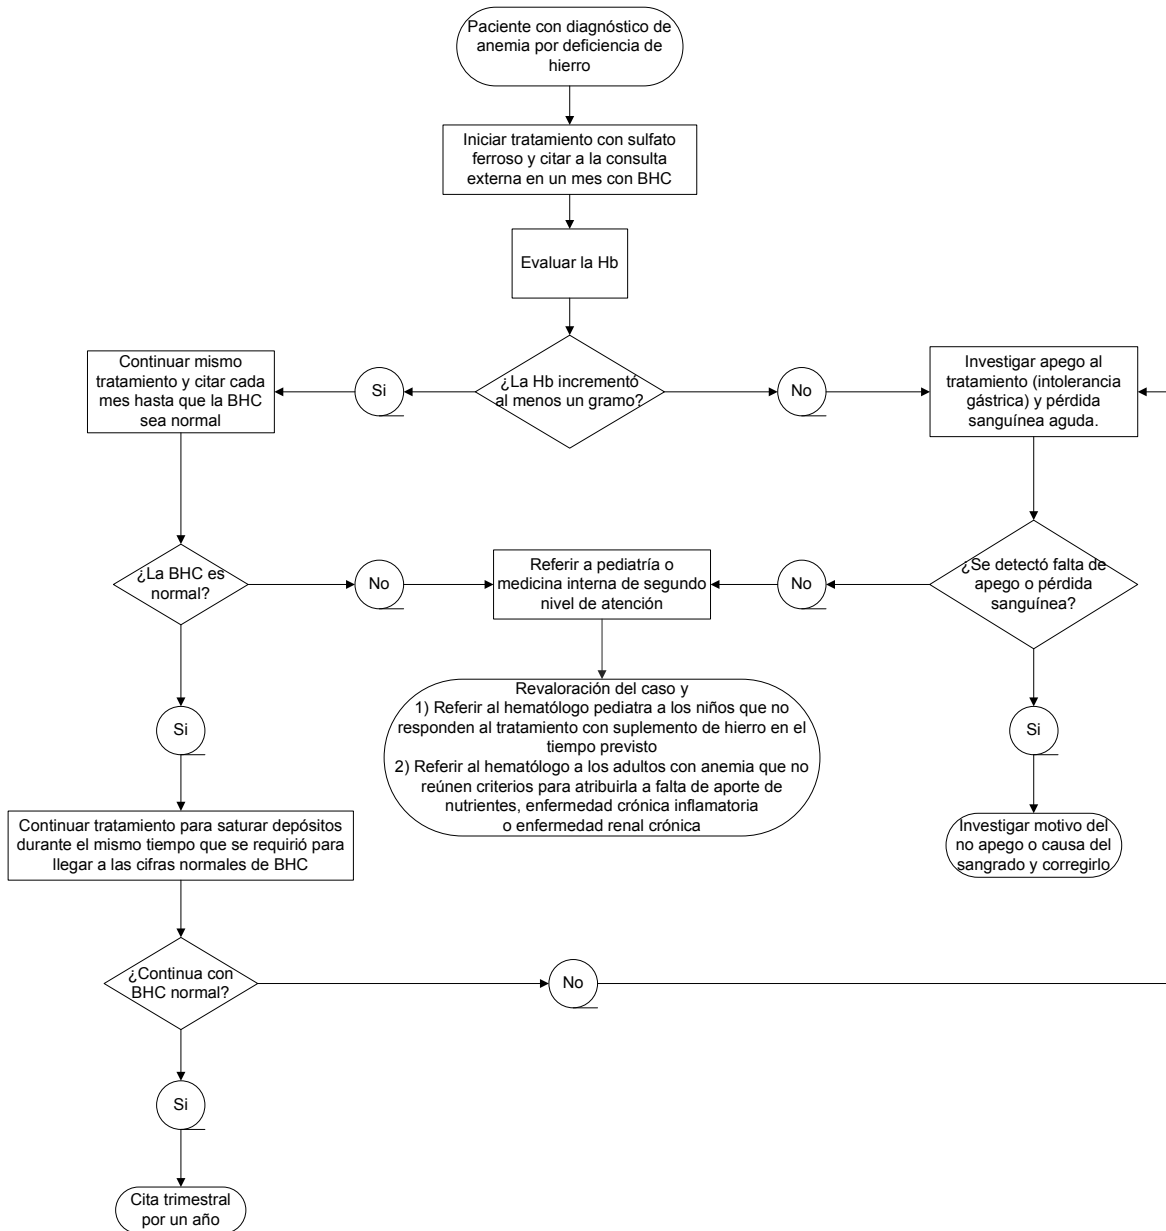 Paciente con diagnóstico de
anemia por deficiencia de
hierro
Iniciar tratamiento con sulfato
ferroso y citar a la consulta
externa en un mes con BHC
Evaluar la Hb
¿La Hb incrementó
al menos un gramo?
Si
No
Continuar mismo
tratamiento y citar cada
mes hasta que la BHC
sea normal
Investigar apego al
tratamiento (intolerancia
gástrica) y pérdida
sanguínea aguda.
¿La BHC es
normal?
No
Referir a pediatría o
medicina interna de segundo
nivel de atención
No
¿Se detectó falta de
apego o pérdida
sanguínea?
Revaloración del caso y
1) Referir al hematólogo pediatra a los niños que no
responden al tratamiento con suplemento de hierro en el
tiempo previsto
2) Referir al hematólogo a los adultos con anemia que no
reúnen criterios para atribuirla a falta de aporte de
nutrientes, enfermedad crónica inflamatoria
o enfermedad renal crónica
Si
Si
Continuar tratamiento para saturar depósitos
durante el mismo tiempo que se requirió para
llegar a las cifras normales de BHC
Investigar motivo del
no apego o causa del
sangrado y corregirlo
¿Continua con
BHC normal?
No
Si
Cita trimestral
por un año